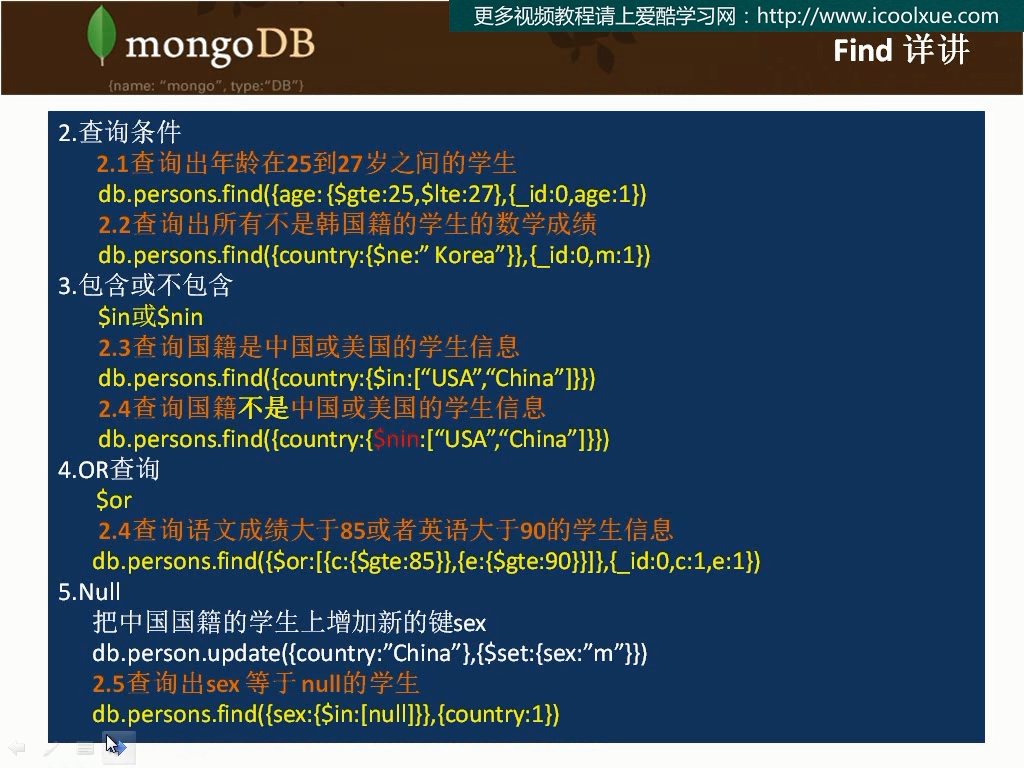 更多视频教程请上爱酷学习网：http://www.icoolxue.com
mongoDB
Find 详讲
{name: “mongo”, type:“DB”}
2.查询条件
2.1查询出年龄在25到27岁之间的学生
db.persons.find({age: {$gte:25,$lte:27},{_id:0,age:1})
2.2查询出所有不是韩国籍的学生的数学成绩
db.persons.find({country:{$ne:” Korea”}},{_id:0,m:1})
3.包含或不包含
$in或$nin
2.3查询国籍是中国或美国的学生信息
db.persons.find({country:{$in:[“USA”,“China”]}})
2.4查询国籍不是中国或美国的学生信息
db.persons.find({country:{$nin:[“USA”,“China”]}})
4.OR查询
$or
2.4查询语文成绩大于85或者英语大于90的学生信息
db.persons.find({$or:[{c:{$gte:85}},{e:{$gte:90}}]},{_id:0,c:1,e:1})
5.Null
把中国国籍的学生上增加新的键sex
db.person.update({country:”China”},{$set:{sex:”m”}})
2.5查询出sex 等于 null的学生
db.persons.find({sex:{$in:[null]}},{country:1})